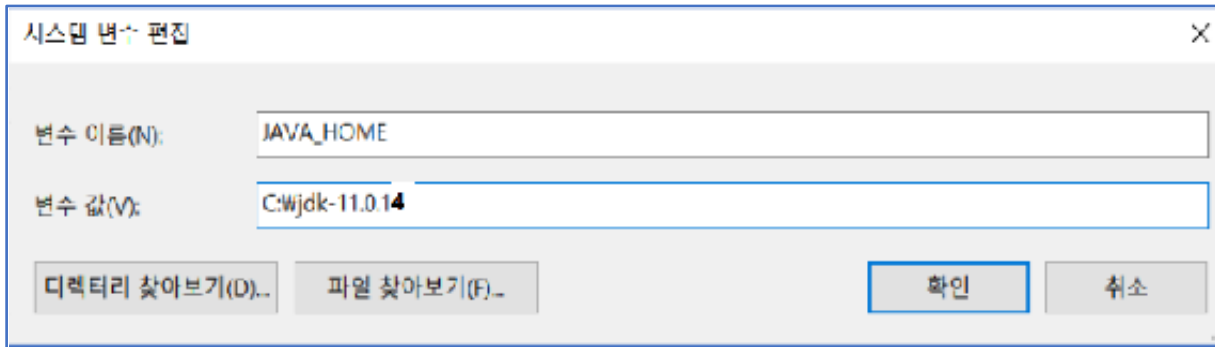 시스템 변수 편집
변수 이름(N):
JAVA_HOME
변수 값(V):
C:₩jdk-11.0.14
디렉터리 찾아보기(D)...
파일 찾아보기(F)...
확인
취소